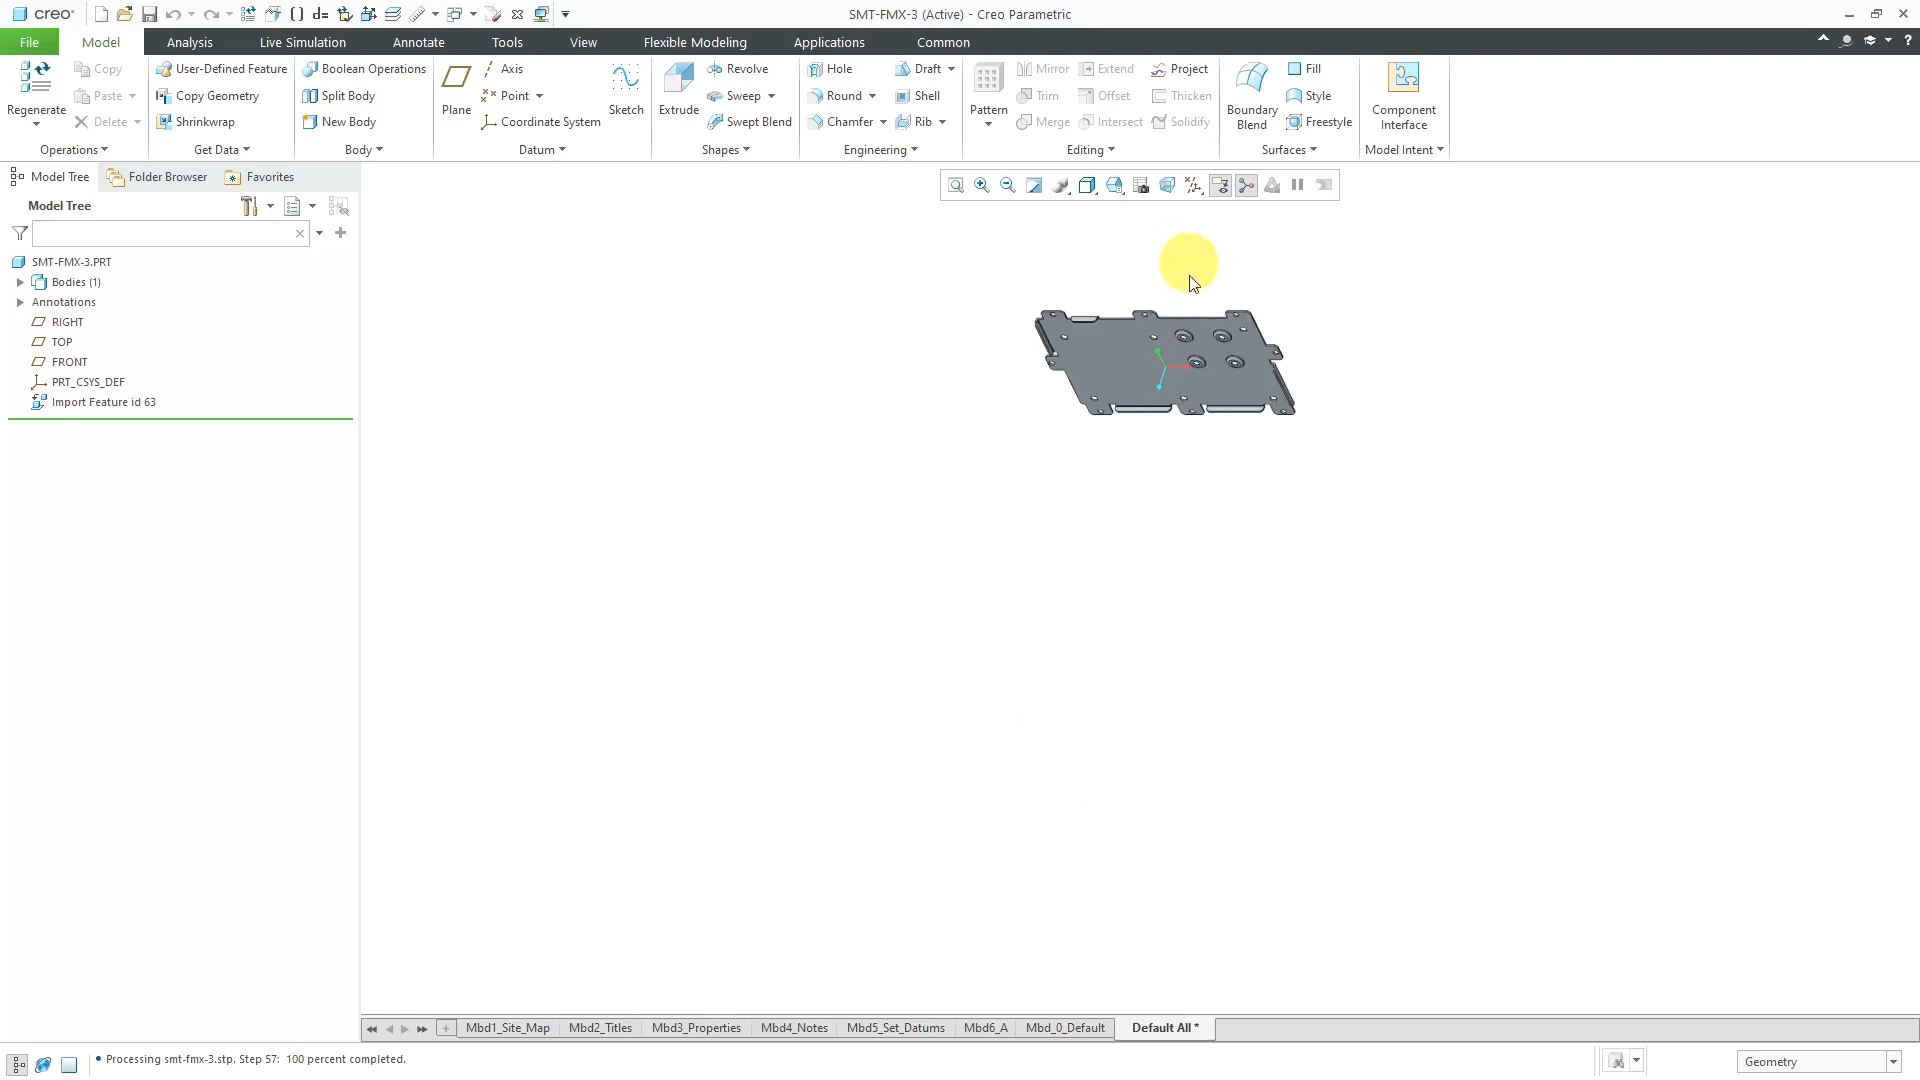 creo
SMT-FMX-3 (Active) - Creo Parametric
File Model Analysis Live Simulation Annotate Tools View Flexible Modeling Applications Common
Regenerate
Copy
Paste
Delete
Operations
User-Defined Feature
Copy Geometry
Shrinkwrap
Get Data
Boolean Operations
Split Body
New Body
Body
Plane
Axis
Point
Coordinate System
Sketch
Datum
Extrude
Revolve
Sweep
Swept Blend
Shapes
Hole
Round
Chamfer
Draft
Shell
Rib
Engineering
Pattern
Mirror
Trim
Merge
Extend
Offset
Intersect
Project
Thicken
Solidify
Editing
Boundary
Blend
Fill
Style
Freestyle
Surfaces
Component
Interface
Model Intent
Model Tree Folder Browser Favorites
Model Tree
SMT-FMX-3.PRT
Bodies (1)
Annotations
RIGHT
TOP
FRONT
PRT_CSYS_DEF
Import Feature id 63
Mbd1_Site_Map Mbd2_Titles Mbd3_Properties Mbd4_Notes Mbd5_Set_Datums Mbd6_A Mbd_0_Default Default All *
• Processing smt-fmx-3.stp. Step 57: 100 percent completed.
Geometry